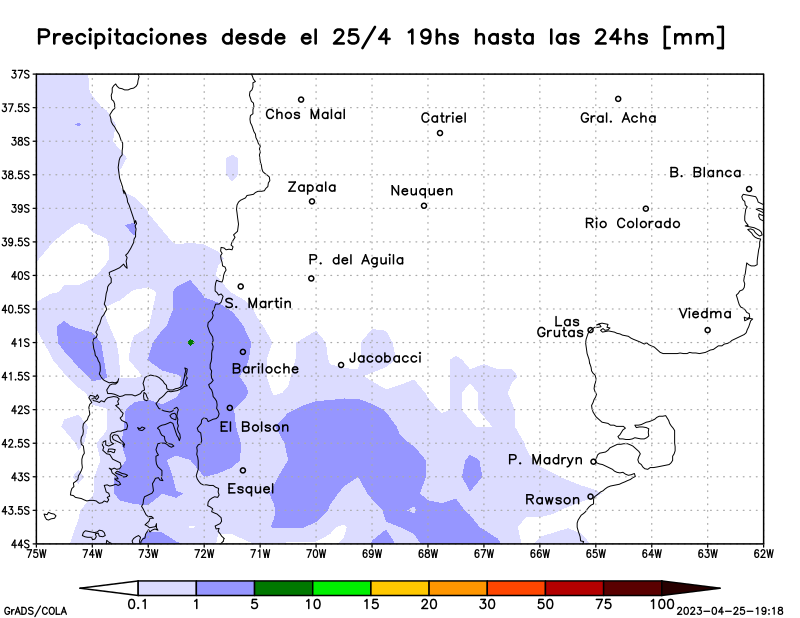 Precipitaciones desde el 25/4 19hs hasta las 24hs [mm]
37S
37.5S
38S
38.5S
39S
39.5S
40S
40.5S
41S
41.5S
42S
42.5S
43S
43.5S
44S
Chos Malal
Catriel
Gral. Acha
B. Blanca
Zapala
Neuquen
Rio Colorado
P. del Aguila
S. Martin
Viedma
Las
Grutas
Jacobacci
Bariloche
El Bolson
P. Madryn
Esquel
Rawson
75W 74W 73W 72W 71W 70W 69W 68W 67W 66W 65W 64W 63W 62W
0.1 1 5 10 15 20 30 50 75 100
GrADS/COLA
2023-04-25-19:18